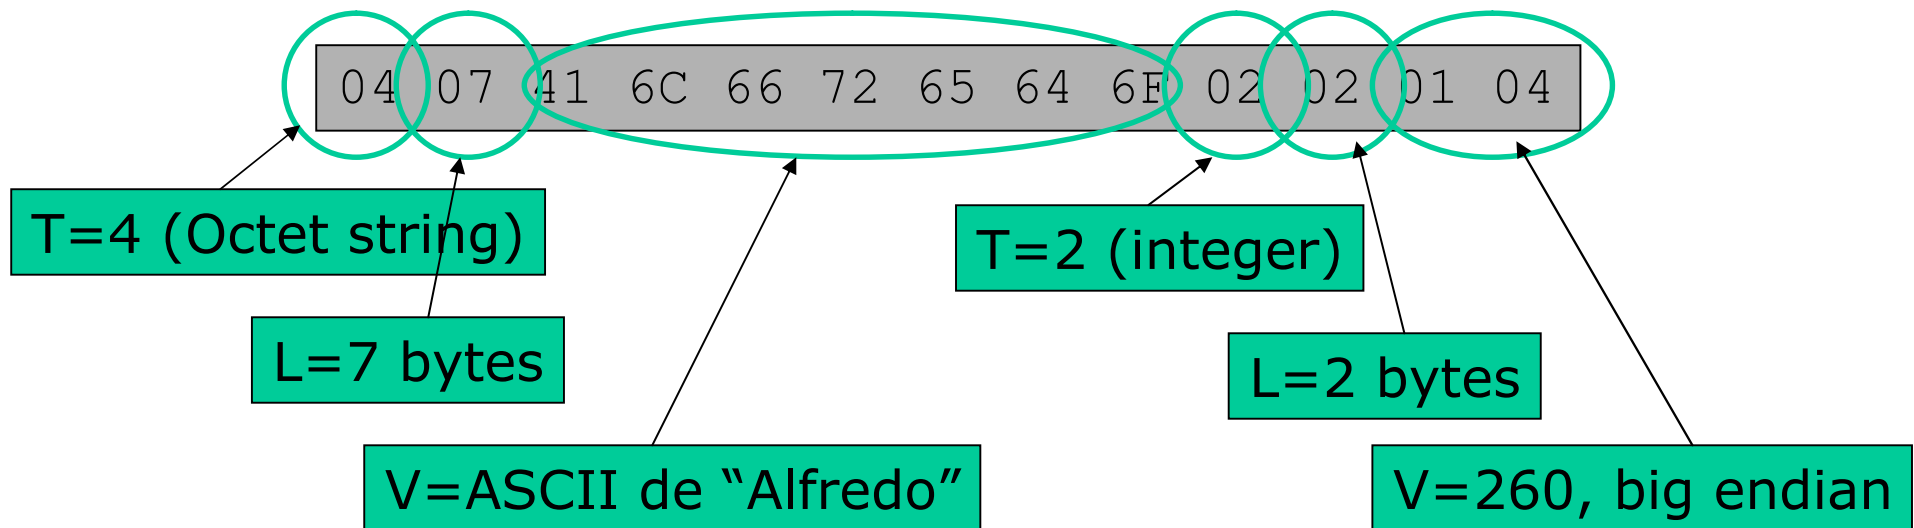 04 07 41 6C 66 72 65 64 6F 02 02 01 04
T=4 (Octet string)
T=2 (integer)
L=7 bytes
L=2 bytes
V=ASCII de “Alfredo”
V=260, big endian